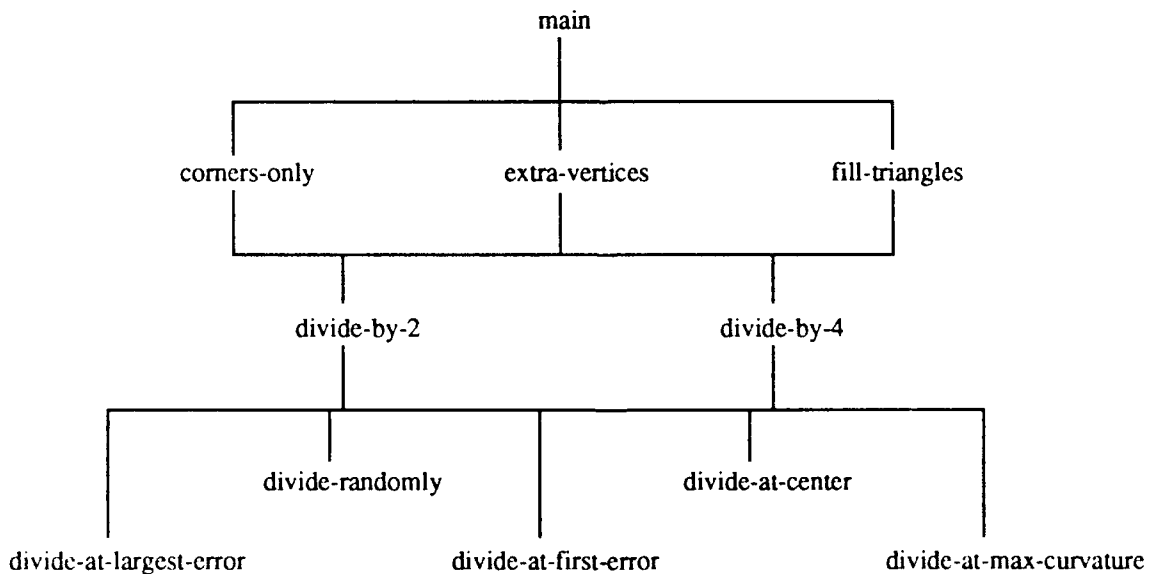 main
corners-only extra-vertices fill-triangles
divide-by-2 divide-by-4
divide-randomly divide-at-center
divide-at-largest-error divide-at-first-error divide-at-max-curvature